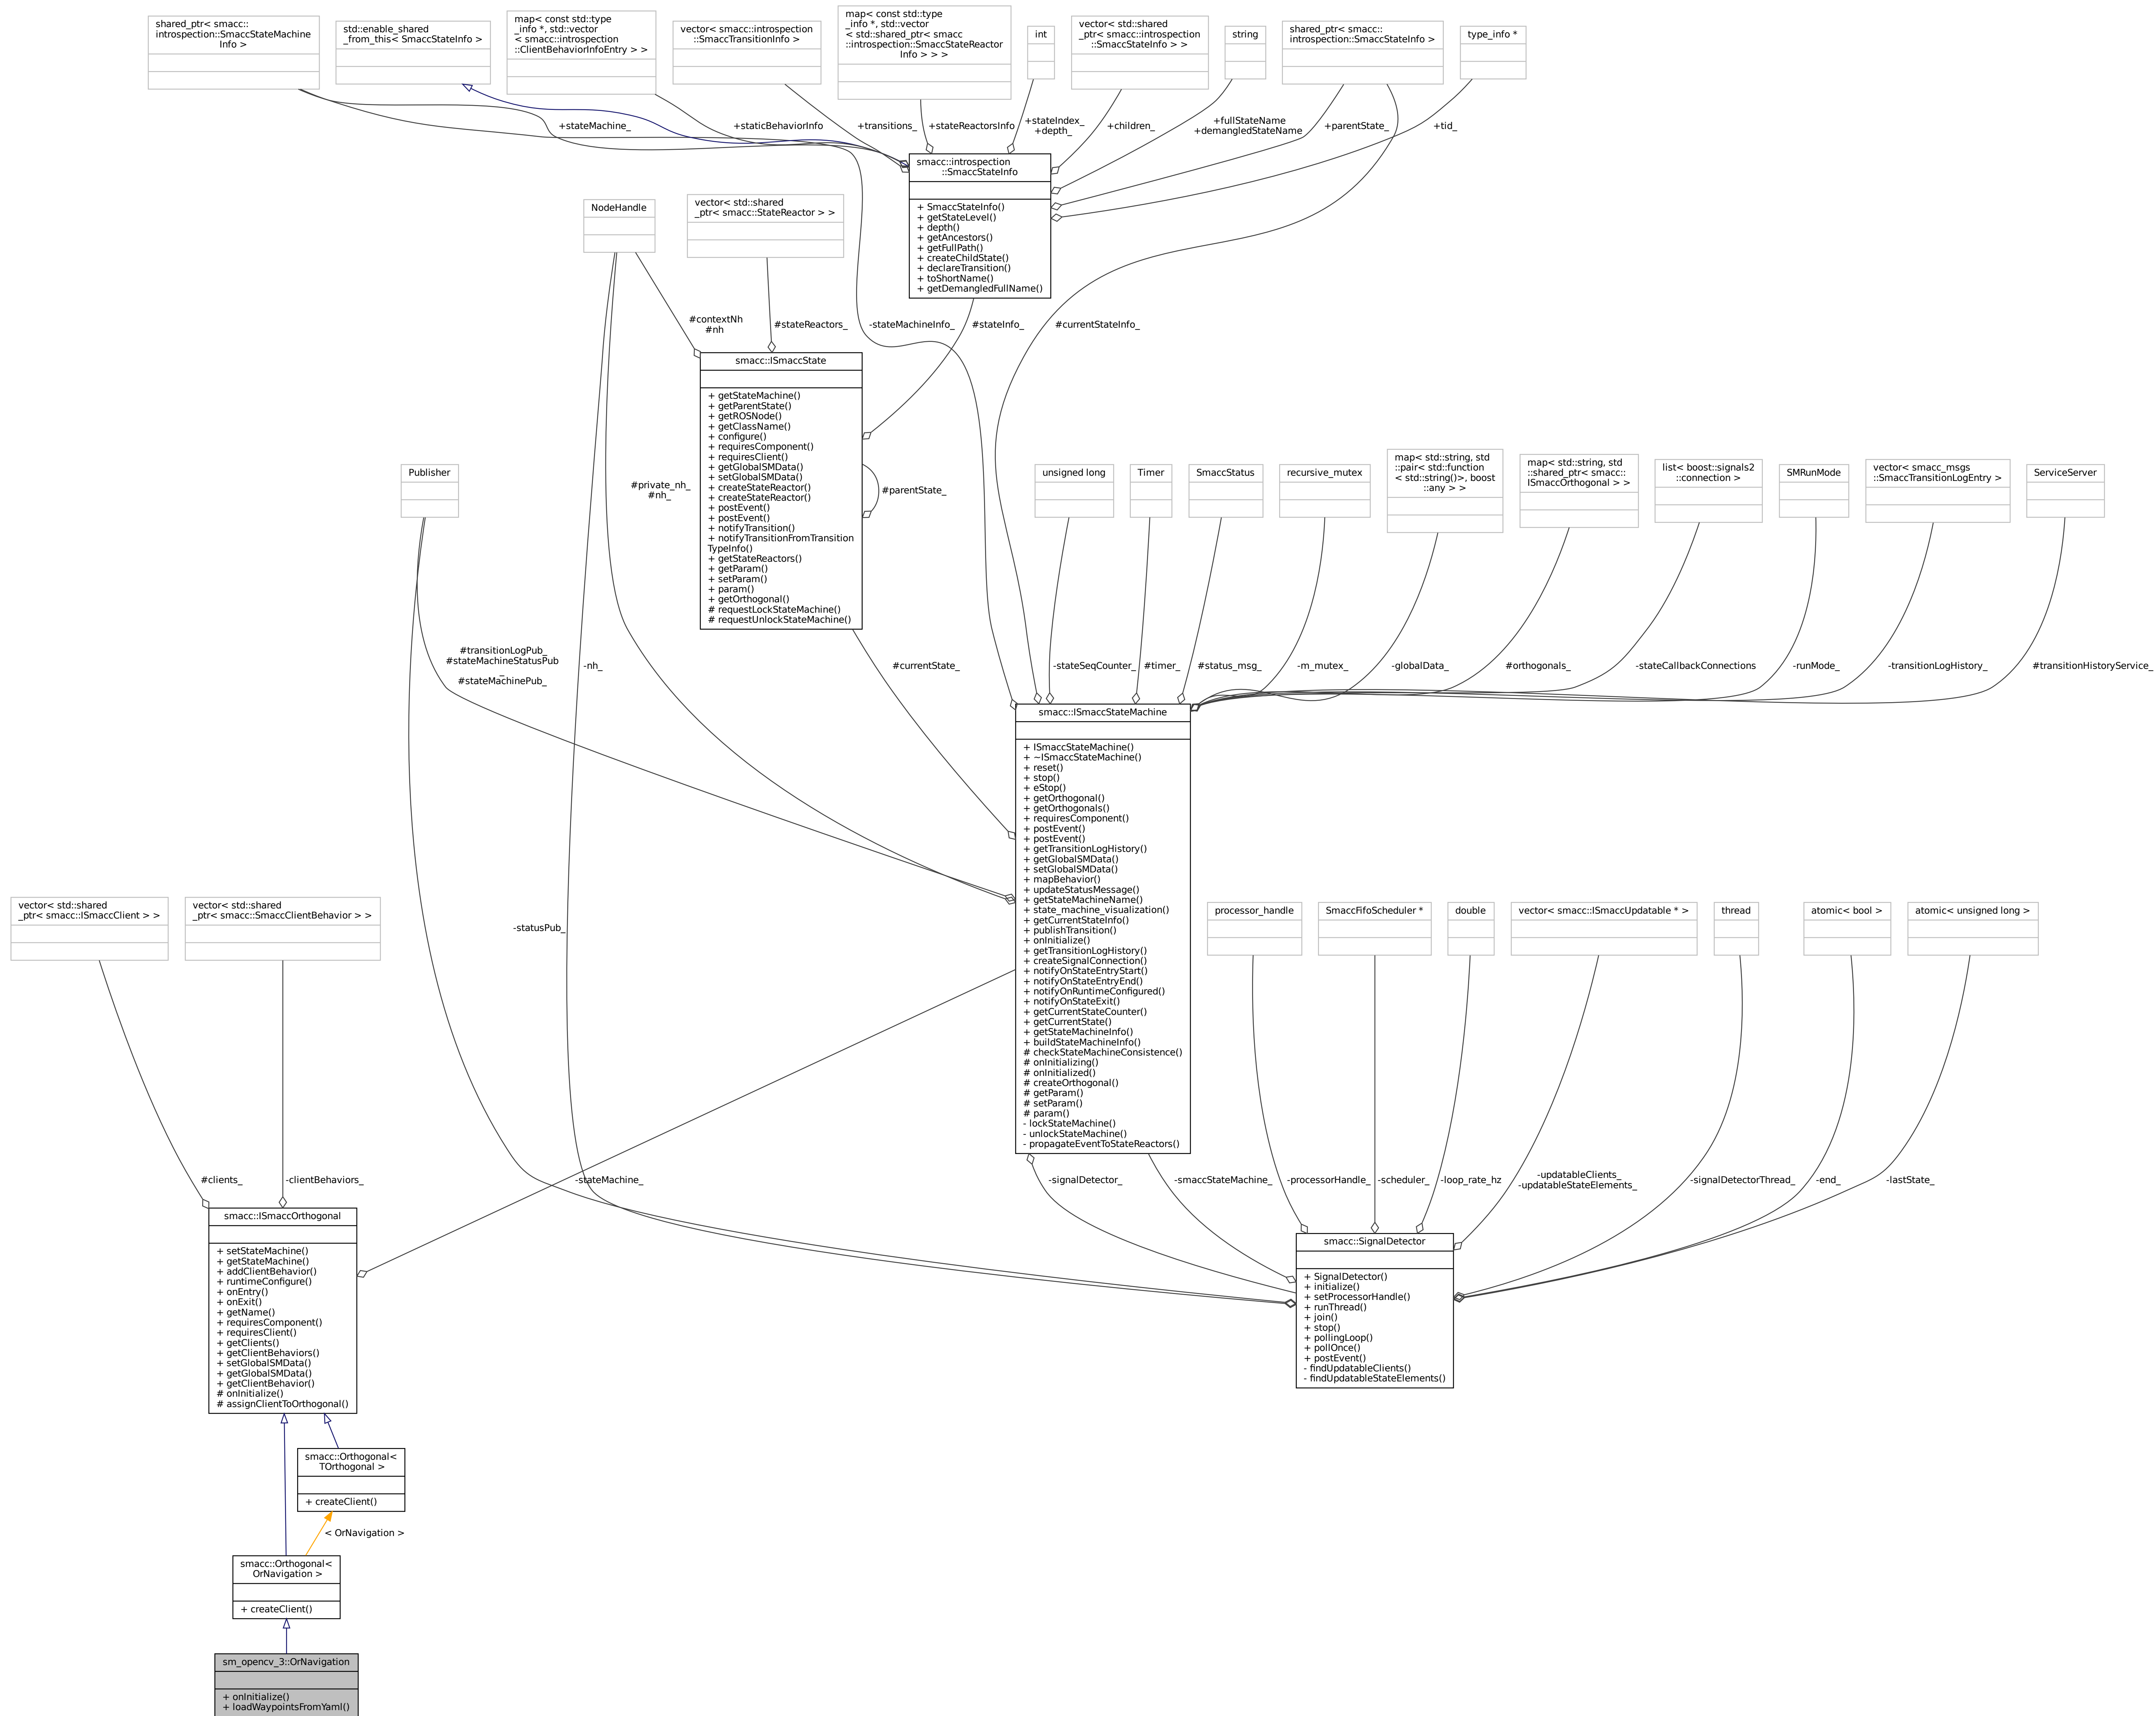 shared_ptr< smacc::
introspection::SmaccStateMachine
Info >
std::enable_shared
_from_this< SmaccStateInfo >
map< const std::type
_info *, std::vector
< smacc::introspection
::ClientBehaviorInfoEntry > >
vector< smacc::introspection
::SmaccTransitionInfo >
map< const std::type
_info *, std::vector
< std::shared_ptr< smacc
::introspection::SmaccStateReactor
Info > > >
int
vector< std::shared
_ptr< smacc::introspection
::SmaccStateInfo > >
string
shared_ptr< smacc::
introspection::SmaccStateInfo >
type_info *
+stateMachine_
+staticBehaviorInfo
+transitions_
+stateReactorsInfo
+stateIndex_
+depth_
+children_
+fullStateName
+demangledStateName
+parentState_
+tid_
smacc::introspection
::SmaccStateInfo
+ SmaccStateInfo()
+ getStateLevel()
+ depth()
+ getAncestors()
+ getFullPath()
+ createChildState()
+ declareTransition()
+ toShortName()
+ getDemangledFullName()
NodeHandle
vector< std::shared
_ptr< smacc::StateReactor > >
#contextNh
#nh
#stateReactors_
-stateMachineInfo_
#stateInfo_
#currentStateInfo_
smacc::ISmaccState
+ getStateMachine()
+ getParentState()
+ getROSNode()
+ getClassName()
+ configure()
+ requiresComponent()
+ requiresClient()
+ getGlobalSMData()
+ setGlobalSMData()
+ createStateReactor()
+ createStateReactor()
+ postEvent()
+ postEvent()
+ notifyTransition()
+ notifyTransitionFromTransition
TypeInfo()
+ getStateReactors()
+ getParam()
+ setParam()
+ param()
+ getOrthogonal()
# requestLockStateMachine()
# requestUnlockStateMachine()
#parentState_
Publisher
#private_nh_
#nh_
unsigned long
Timer
SmaccStatus
recursive_mutex
map< std::string, std
::pair< std::function
< std::string()>, boost
::any > >
map< std::string, std
::shared_ptr< smacc::
ISmaccOrthogonal > >
list< boost::signals2
::connection >
SMRunMode
vector< smacc_msgs
::SmaccTransitionLogEntry >
ServiceServer
#transitionLogPub_
#stateMachineStatusPub
_
#stateMachinePub_
-nh_
#currentState_
-stateSeqCounter_
#timer_
#status_msg_
-m_mutex_
-globalData_
#orthogonals_
-stateCallbackConnections
-runMode_
-transitionLogHistory_
#transitionHistoryService_
smacc::ISmaccStateMachine
+ ISmaccStateMachine()
+ ~ISmaccStateMachine()
+ reset()
+ stop()
+ eStop()
+ getOrthogonal()
+ getOrthogonals()
+ requiresComponent()
+ postEvent()
+ postEvent()
+ getTransitionLogHistory()
+ getGlobalSMData()
+ setGlobalSMData()
+ mapBehavior()
+ updateStatusMessage()
+ getStateMachineName()
+ state_machine_visualization()
+ getCurrentStateInfo()
+ publishTransition()
+ onInitialize()
+ getTransitionLogHistory()
+ createSignalConnection()
+ notifyOnStateEntryStart()
+ notifyOnStateEntryEnd()
+ notifyOnRuntimeConfigured()
+ notifyOnStateExit()
+ getCurrentStateCounter()
+ getCurrentState()
+ getStateMachineInfo()
+ buildStateMachineInfo()
# checkStateMachineConsistence()
# onInitializing()
# onInitialized()
# createOrthogonal()
# getParam()
# setParam()
# param()
- lockStateMachine()
- unlockStateMachine()
- propagateEventToStateReactors()
vector< std::shared
_ptr< smacc::ISmaccClient > >
vector< std::shared
_ptr< smacc::SmaccClientBehavior > >
-statusPub_
processor_handle
SmaccFifoScheduler *
double
vector< smacc::ISmaccUpdatable * >
thread
atomic< bool >
atomic< unsigned long >
#clients_
-clientBehaviors_
-stateMachine_
-signalDetector_
-smaccStateMachine_
-processorHandle_
-scheduler_
-loop_rate_hz
-updatableClients_
-updatableStateElements_
-signalDetectorThread_
-end_
-lastState_
smacc::ISmaccOrthogonal
+ setStateMachine()
+ getStateMachine()
+ addClientBehavior()
+ runtimeConfigure()
+ onEntry()
+ onExit()
+ getName()
+ requiresComponent()
+ requiresClient()
+ getClients()
+ getClientBehaviors()
+ setGlobalSMData()
+ getGlobalSMData()
+ getClientBehavior()
# onInitialize()
# assignClientToOrthogonal()
smacc::SignalDetector
+ SignalDetector()
+ initialize()
+ setProcessorHandle()
+ runThread()
+ join()
+ stop()
+ pollingLoop()
+ pollOnce()
+ postEvent()
- findUpdatableClients()
- findUpdatableStateElements()
smacc::Orthogonal<
TOrthogonal >
+ createClient()
< OrNavigation >
smacc::Orthogonal<
OrNavigation >
+ createClient()
sm_opencv_3::OrNavigation
+ onInitialize()
+ loadWaypointsFromYaml()